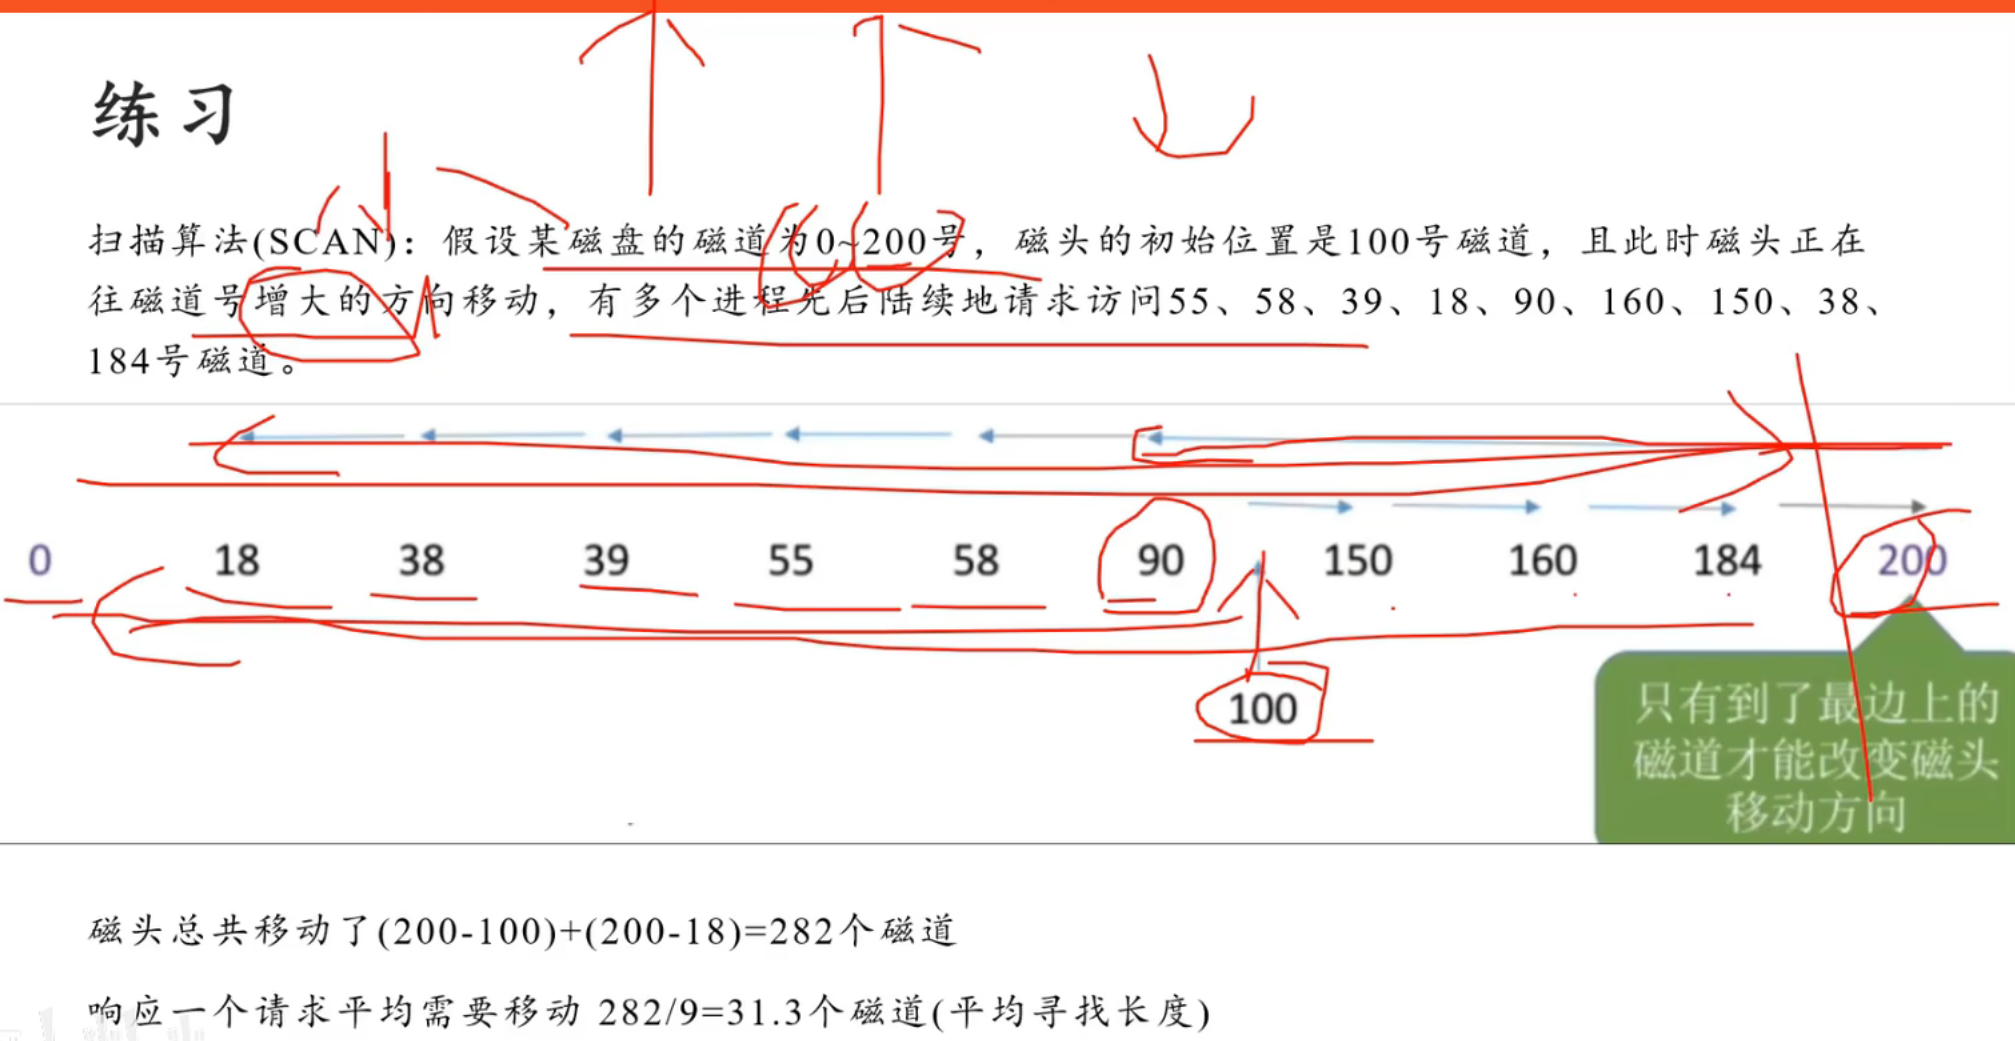 练习
扫描算法(SCAN)：假设某磁盘的磁道为0~200号，磁头的初始位置是100号磁道，且此时磁头正在
往磁道号增大的方向移动，有多个进程先后陆续地请求访问55、58、39、18、90、160、150、38、
184号磁道。
0 18 38 39 55 58 90 150 160 184 200
100
只有到了最边上的
磁道才能改变磁头
移动方向
磁头总共移动了(200-100)+(200-18)=282个磁道
响应一个请求平均需要移动 282/9=31.3个磁道(平均寻找长度)